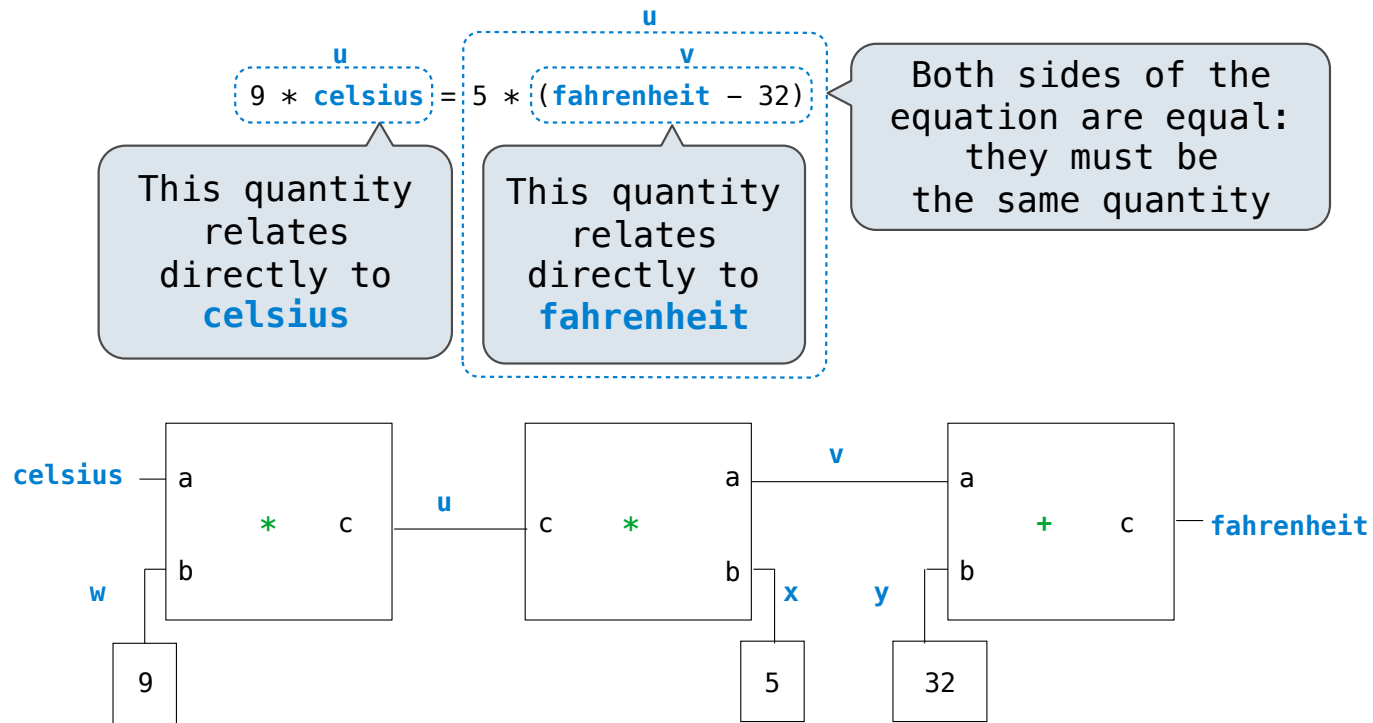 u
u
v
9 * celsius = 5 * (fahrenheit − 32)
Both sides of the
equation are equal:
they must be
the same quantity
This quantity
relates
directly to
celsius
This quantity
relates
directly to
fahrenheit
celsius
a
*
c
b
w
9
u
c
*
a
b
x
5
v
a
+
c
b
y
32
fahrenheit